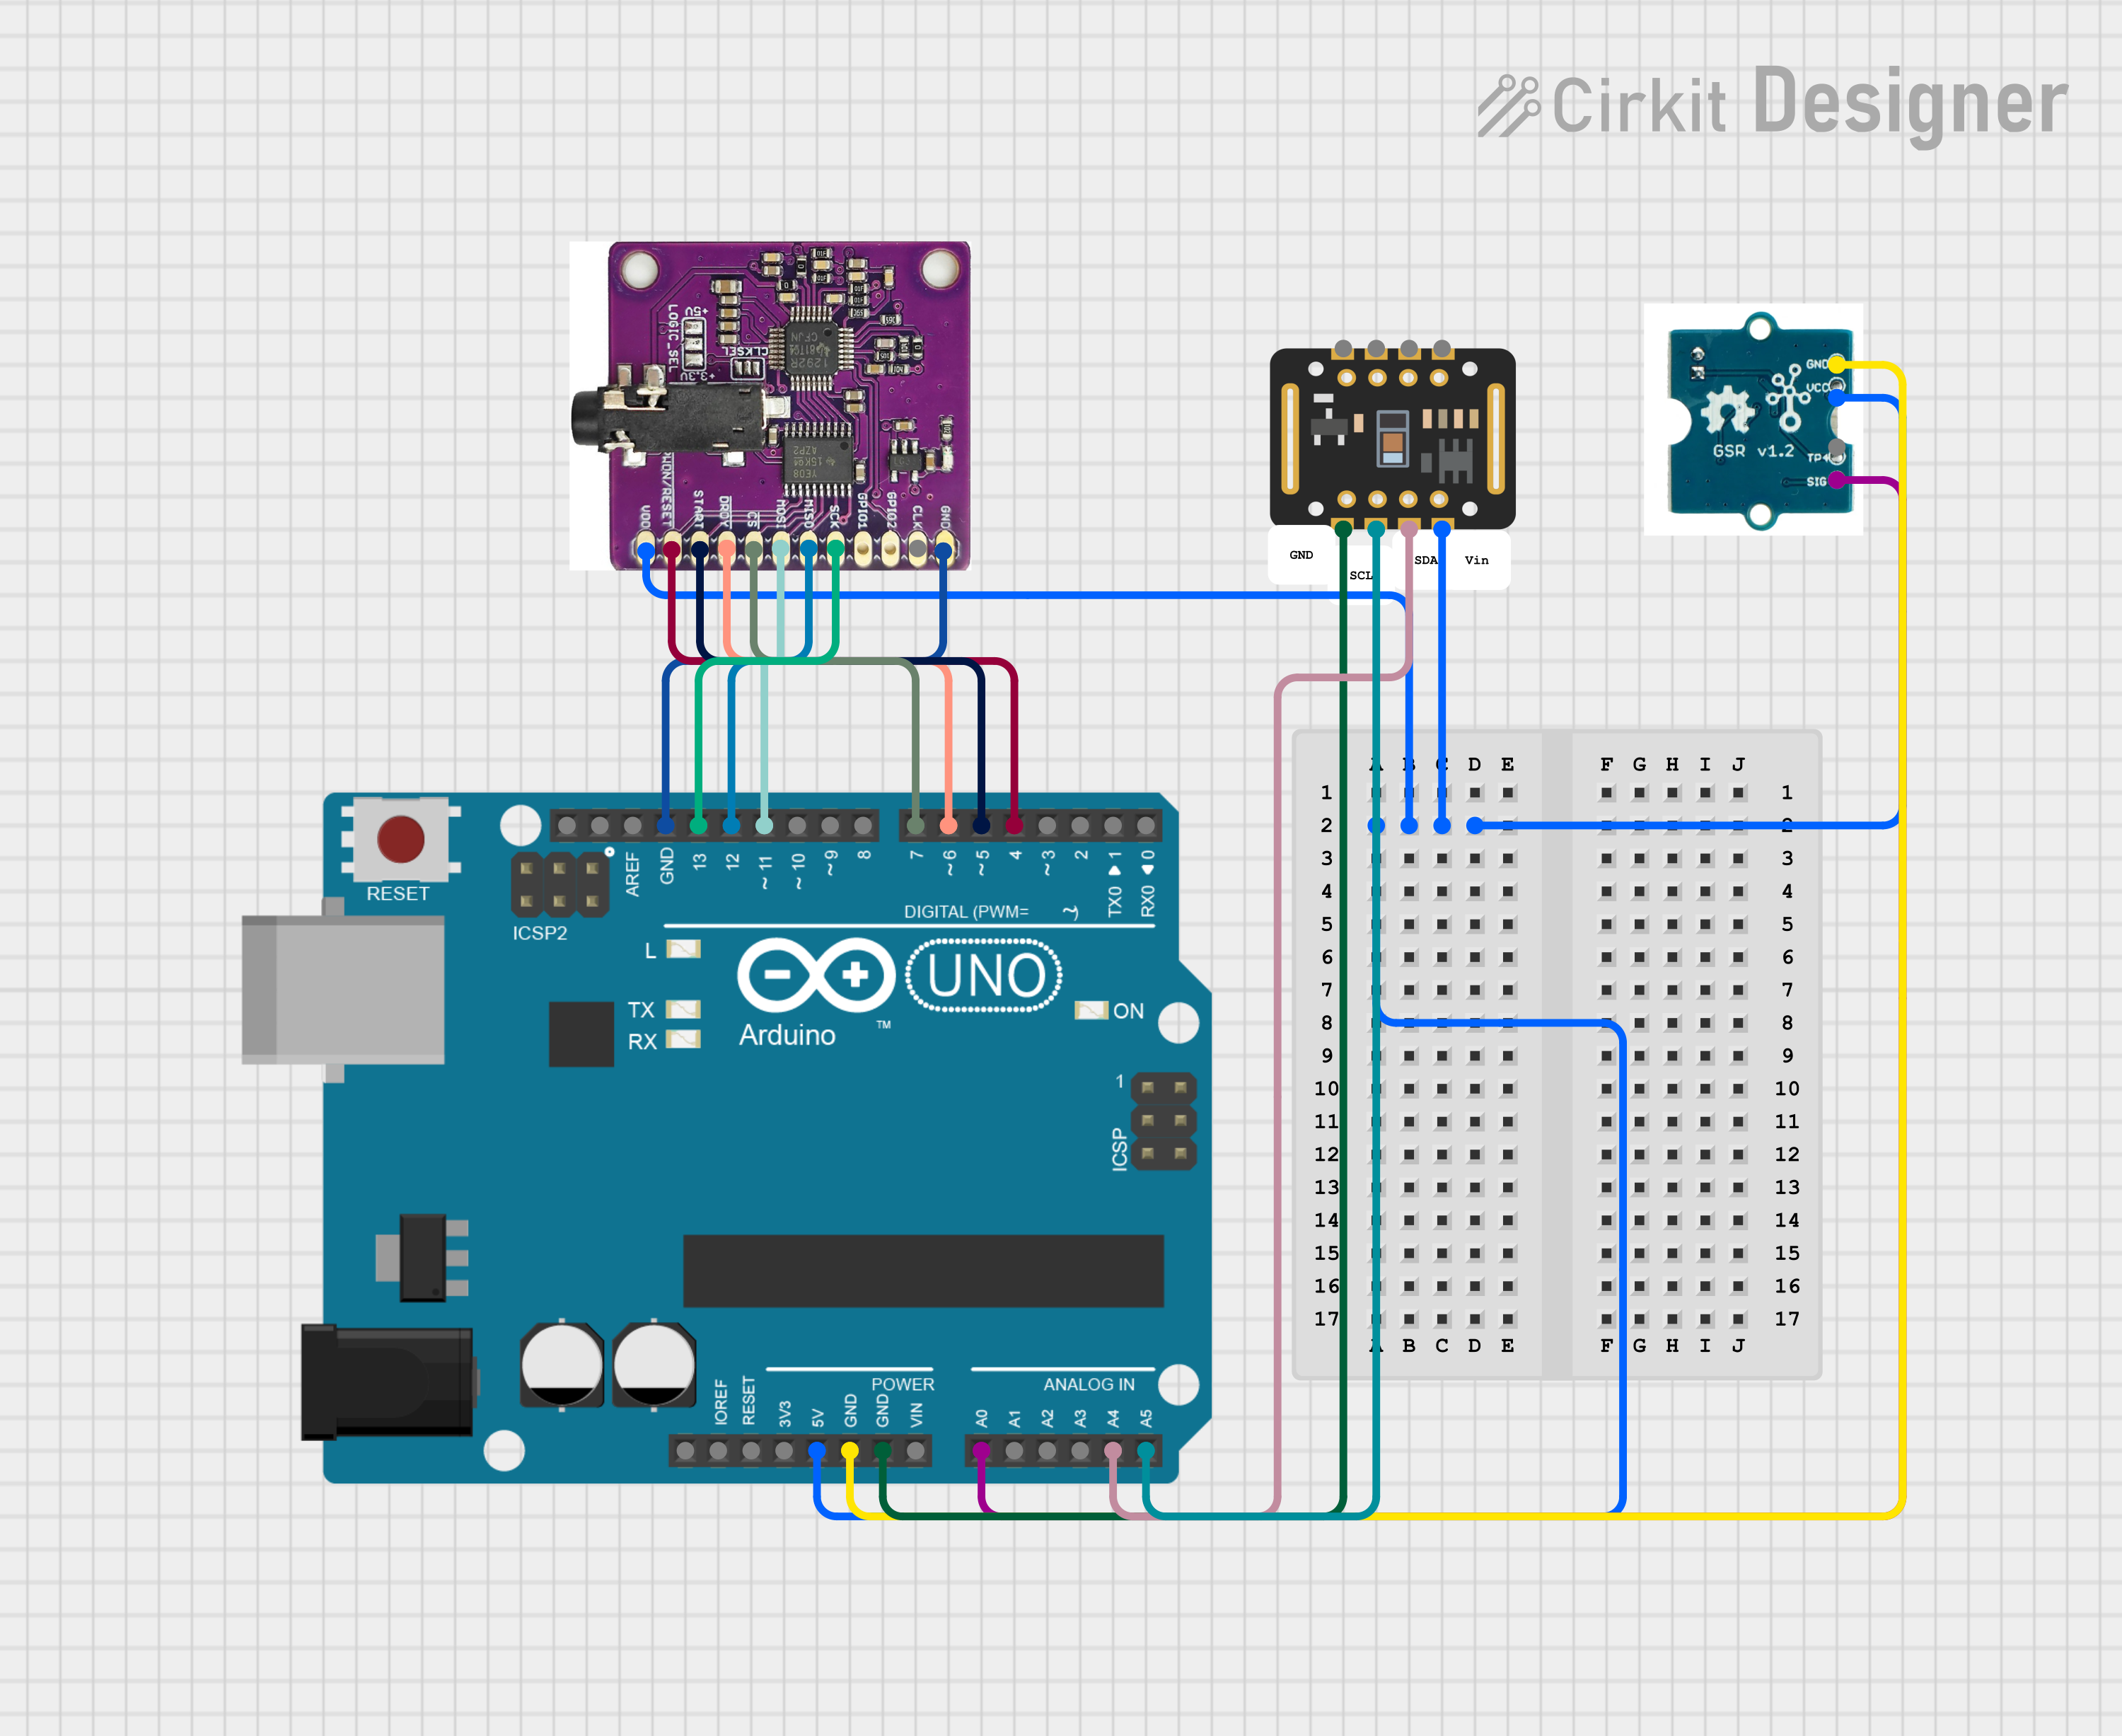 Cirkit Designer
+5V
LOGIC_SEL
+3.3V
CLKSEL
1292R
CFJN
VDD
PWDN/RESET
START
DRDY
CS
MOSI
MISO
SCK
GPIO1
GPIO2
CLK
GND
GND
SCL
SDA
Vin
GND
VCC
GSR v1.2
TP4
SIG
A B C D E F G H I J
1 1
2 2
3 3
4 4
5 5
6 6
7 7
8 8
9 9
10 10
11 11
12 12
13 13
14 14
15 15
16 16
17 17
A B C D E F G H I J
RESET
ICSP2
AREF
GND
13
12
~11
~10
~9
8
7
~6
~5
4
~3
2
TX0 ▶ 1
RX0 ◀ 0
DIGITAL (PWM= ~)
L
TX
RX
Arduino
TM
UNO
ON
1
ICSP
POWER
ANALOG IN
IOREF
RESET
3V3
5V
GND
GND
VIN
A0
A1
A2
A3
A4
A5